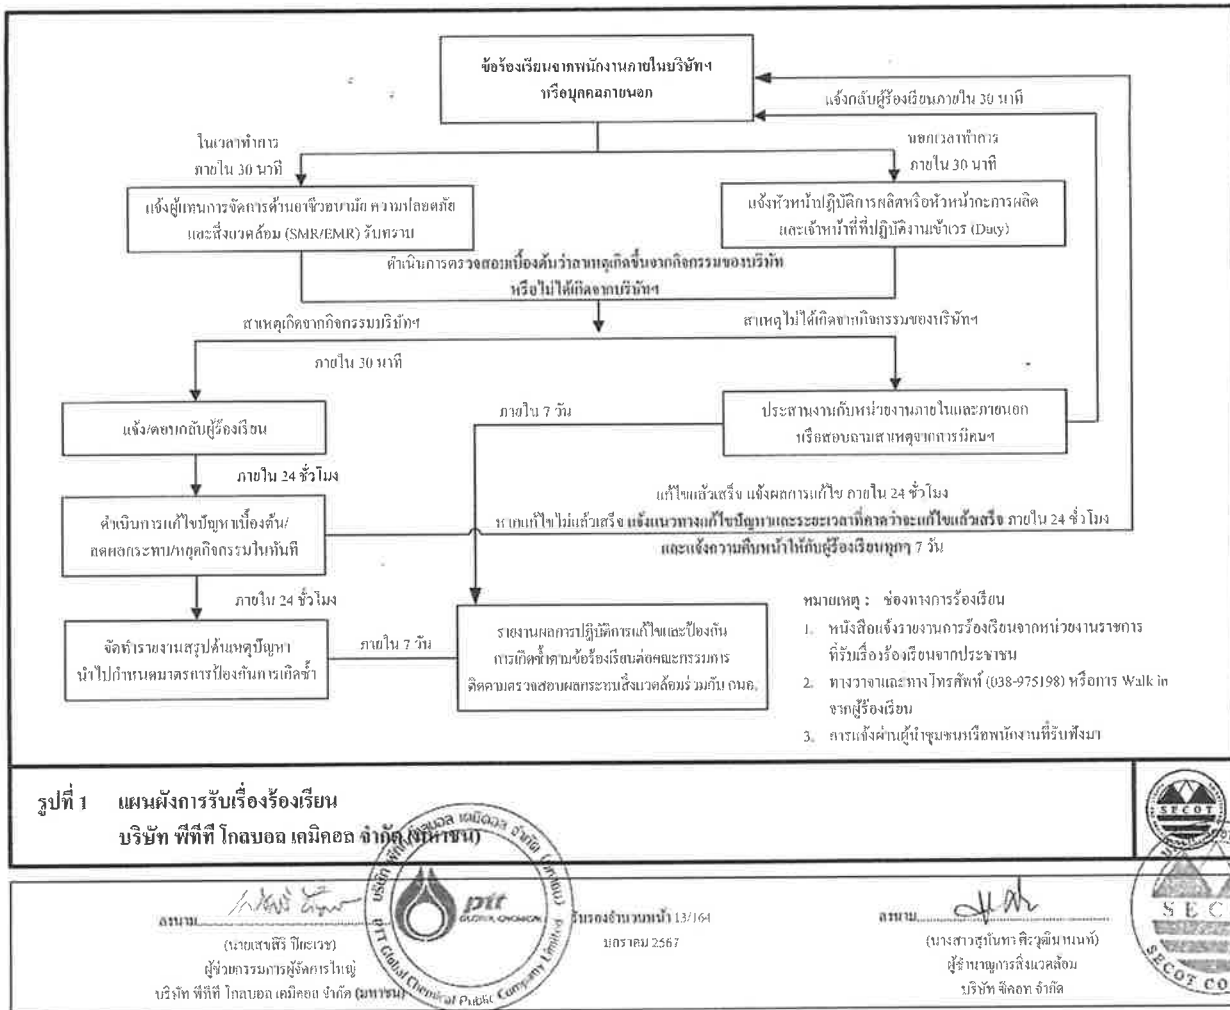 ข้อร้องเรียนจากพนักงานภายในบริษัทฯ
หรือบุคคลภายนอก
แจ้งกลับผู้ร้องเรียนภายใน 30 นาที
ในเวลาทำการ
ภายใน 30 นาที
นอกเวลาทำการ
ภายใน 30 นาที
แจ้งผู้แทนการจัดการด้านอาชีวอนามัย ความปลอดภัย
และสิ่งแวดล้อม (SMR/EMR) รับทราบ
แจ้งหัวหน้าปฏิบัติการผลิตหรือหัวหน้ากะการผลิต
และเจ้าหน้าที่ที่ปฏิบัติงานเข้าเวร (Duty)
ดำเนินการตรวจสอบเบื้องต้นว่าสาเหตุเกิดขึ้นจากกิจกรรมของบริษัท
หรือไม่ได้เกิดจากบริษัทฯ
สาเหตุเกิดจากกิจกรรมบริษัทฯ
สาเหตุไม่ได้เกิดจากกิจกรรมของบริษัทฯ
ภายใน 30 นาที
แจ้ง/ตอบกลับผู้ร้องเรียน
ภายใน 7 วัน
ประสานงานกับหน่วยงานภายในและภายนอก
หรือสอบถามสาเหตุจากการนิคมฯ
ภายใน 24 ชั่วโมง
แก้ไขแล้วเสร็จ แจ้งผลการแก้ไข ภายใน 24 ชั่วโมง
หากแก้ไขไม่แล้วเสร็จ แจ้งแนวทางแก้ไขปัญหาและระยะเวลาที่คาดว่าจะแก้ไขแล้วเสร็จ ภายใน 24 ชั่วโมง
และแจ้งความคืบหน้าให้กับผู้ร้องเรียนทุกๆ 7 วัน
ดำเนินการแก้ไขปัญหาเบื้องต้น/
ลดผลกระทบ/หยุดกิจกรรมในทันที
ภายใน 24 ชั่วโมง
จัดทำรายงานสรุปต้นเหตุปัญหา
นำไปกำหนดมาตรการป้องกันการเกิดซ้ำ
ภายใน 7 วัน
รายงานผลการปฏิบัติการแก้ไขและป้องกัน
การเกิดซ้ำตามข้อร้องเรียนต่อคณะกรรมการ
ติดตามตรวจสอบผลกระทบสิ่งแวดล้อมร่วมกับ กนอ.
หมายเหตุ : ช่องทางการร้องเรียน
1. หนังสือแจ้งรายงานการร้องเรียนจากหน่วยงานราชการ
ที่รับเรื่องร้องเรียนจากประชาชน
2. ทางวาจาและทางโทรศัพท์ (038-975198) หรือการ Walk in
จากผู้ร้องเรียน
3. การแจ้งผ่านผู้นำชุมชนหรือพนักงานที่รับฟังมา
รูปที่ 1 แผนผังการรับเรื่องร้องเรียน
บริษัท พีทีที โกลบอล เคมิคอล จำกัด (มหาชน)
SECOT
บริษัท พีทีที โกลบอล เคมิคอล จำกัด (มหาชน)
ptt
GLOBAL CHEMICAL
PTT Global Chemical Public Company Limited
ลงนาม
รับรองจำนวนหน้า 13/164
มกราคม 2567
ผู้ช่วยกรรมการผู้จัดการใหญ่
บริษัท พีทีที โกลบอล เคมิคอล จำกัด (มหาชน)
ลงนาม
ผู้ชำนาญการสิ่งแวดล้อม
บริษัท ซีคอท จำกัด
SEC
SECOT CO